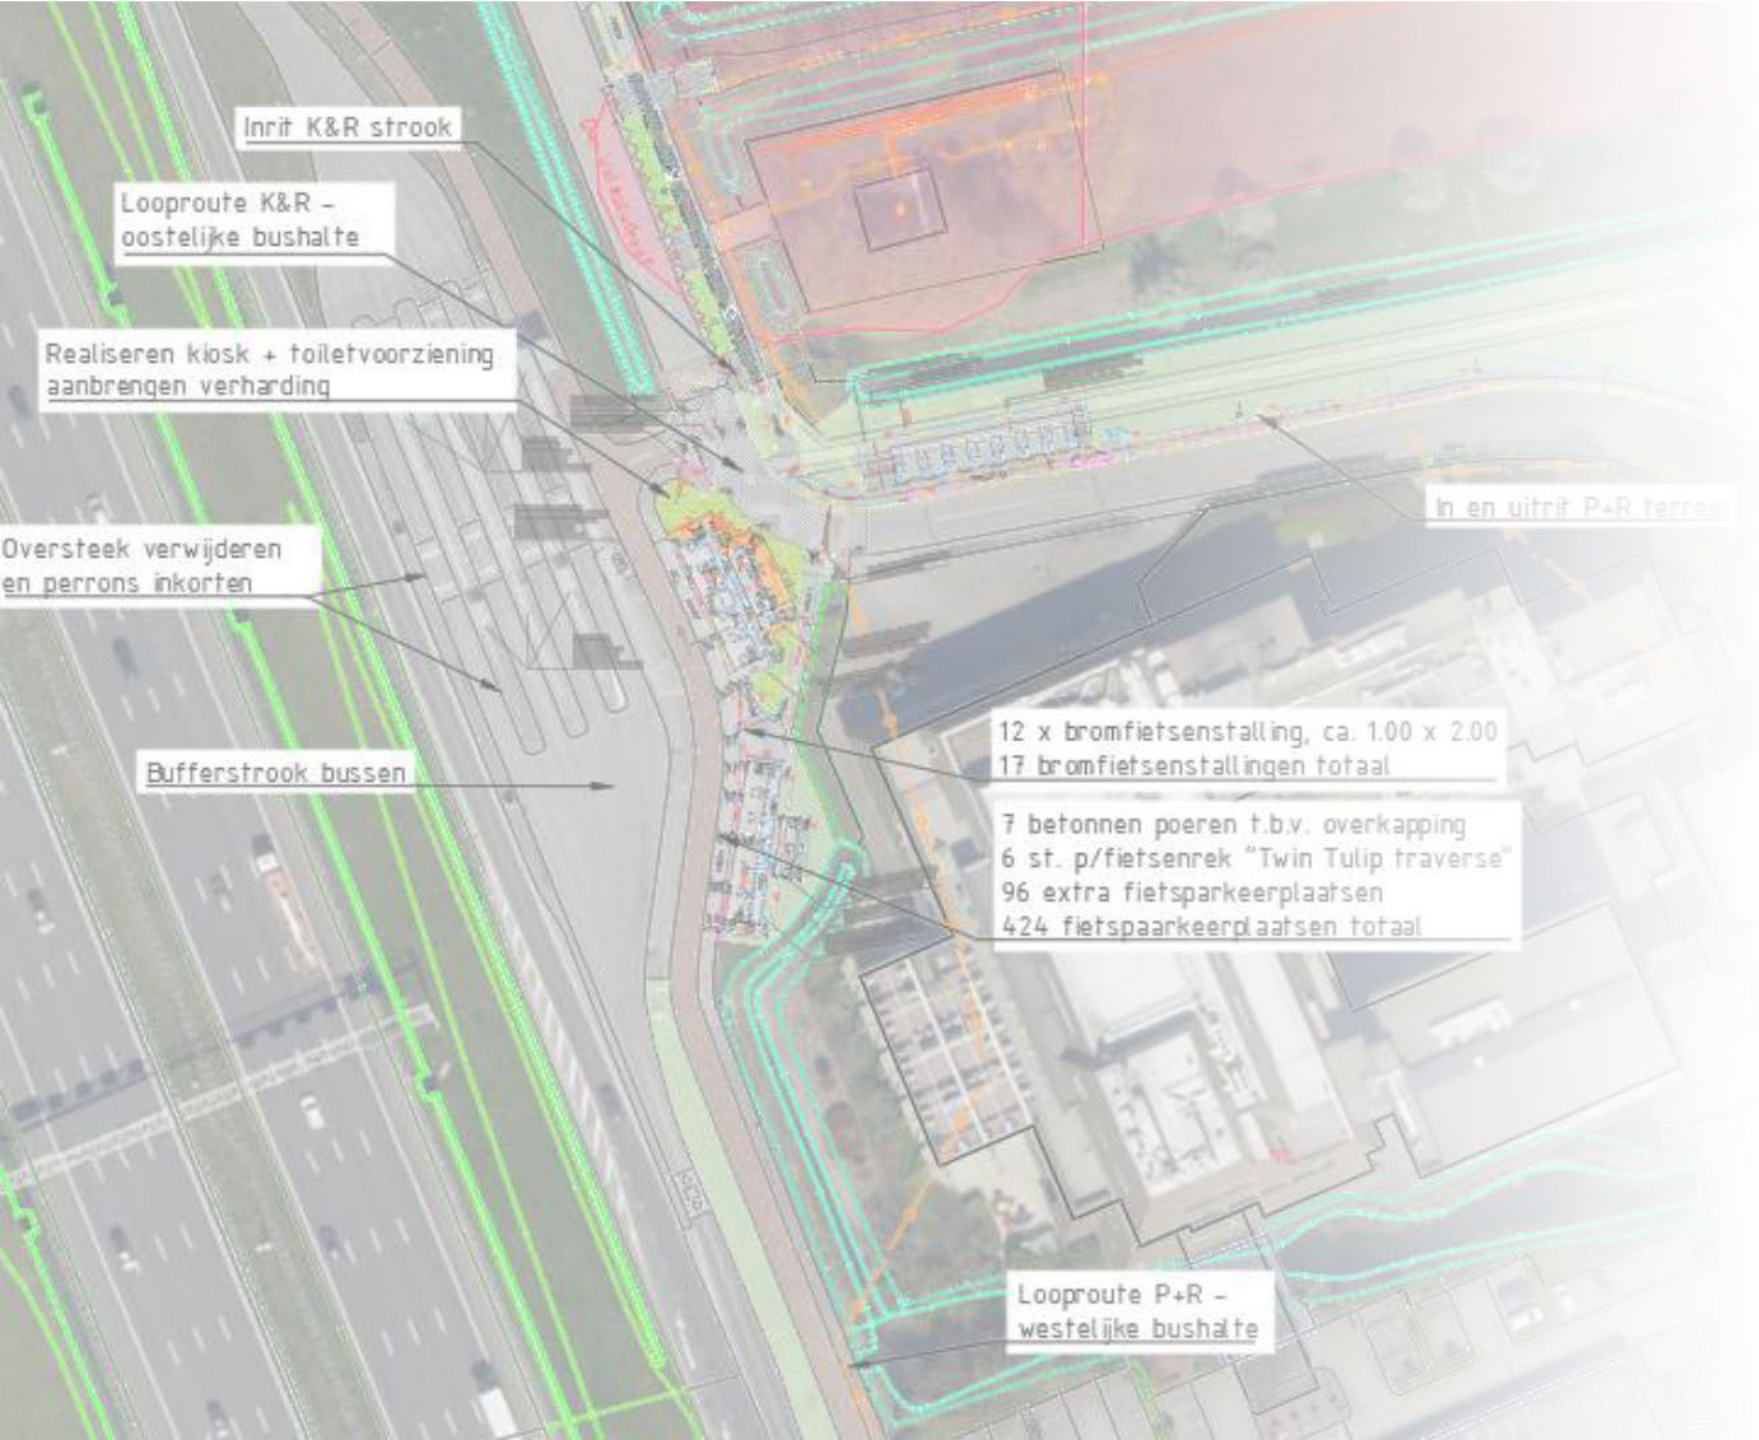 Inrit K&R strook
Looproute K&R -
oostelijke bushalte
Realiseren kiosk + toiletvoorziening
aanbrengen verharding
In en uitrit P+R terrein
Oversteek verwijderen
en perrons inkorten
12 x bromfietsenstalling, ca. 1.00 x 2.00
17 bromfietsenstallingen totaal
Bufferstrook bussen
7 betonnen poeren t.b.v. overkapping
6 st. p/fietsenrek "Twin Tulip traverse"
96 extra fietsparkeerplaatsen
424 fietspaarkeerplaatsen totaal
Looproute P+R -
westelijke bushalte